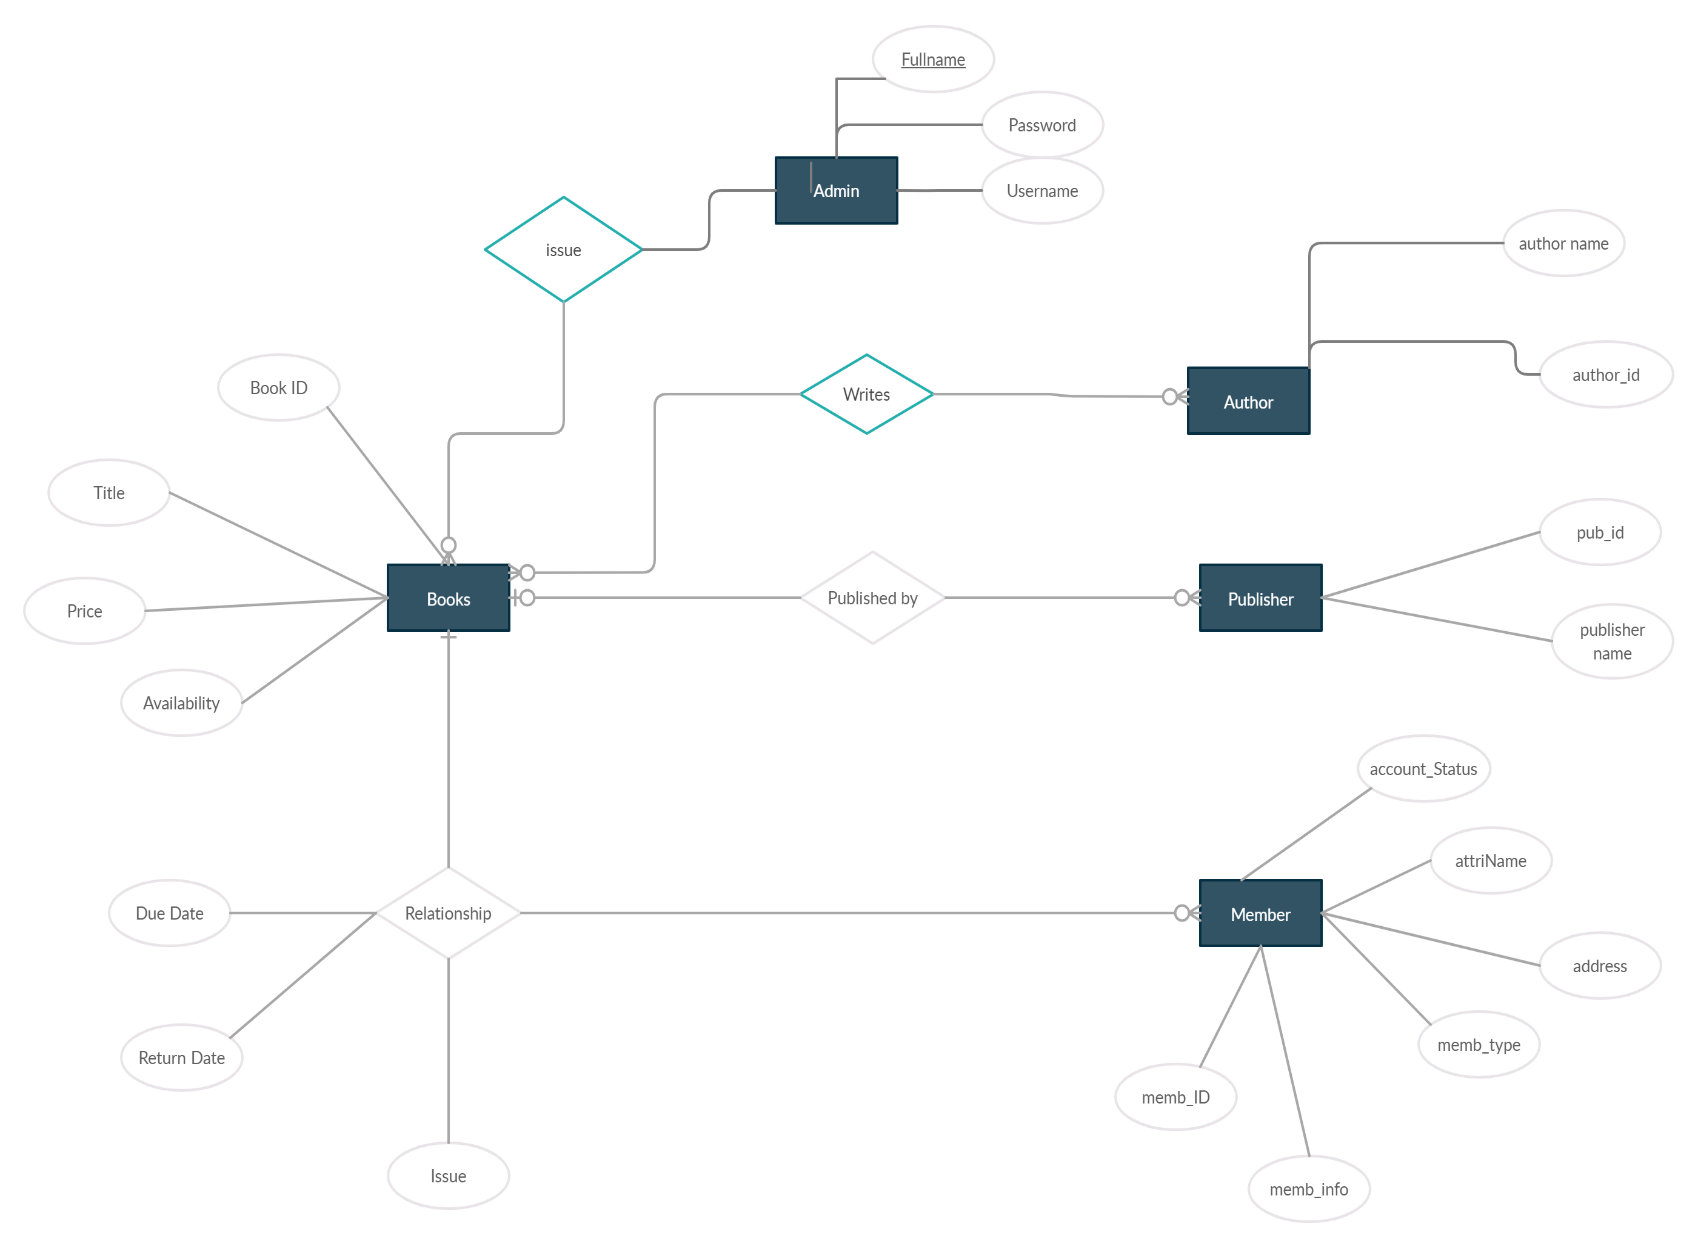 Fullname
Password
Admin
Username
issue
author name
Book ID
author_id
Writes
Author
Title
pub_id
Books
Published by
Publisher
Price
publisher
name
Availability
account_Status
attriName
Due Date
Relationship
Member
address
Return Date
memb_type
memb_ID
Issue
memb_info